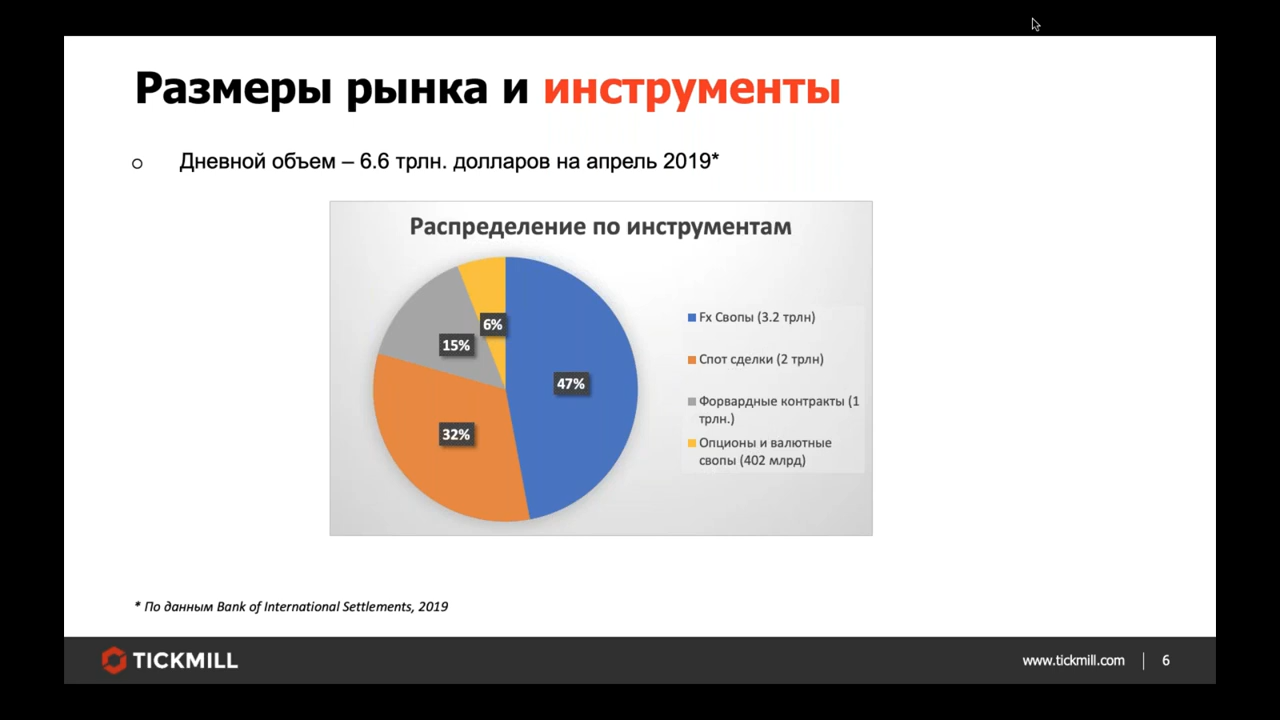 Размеры рынка и инструменты
Дневной объем – 6.6 трлн. долларов на апрель 2019*
Распределение по инструментам
6%
15%
47%
32%
Fx Свопы (3.2 трлн)
Спот сделки (2 трлн)
Форвардные контракты (1
трлн.)
Опционы и валютные
свопы (402 млрд)
* По данным Bank of International Settlements, 2019
TICKMILL
www.tickmill.com | 6